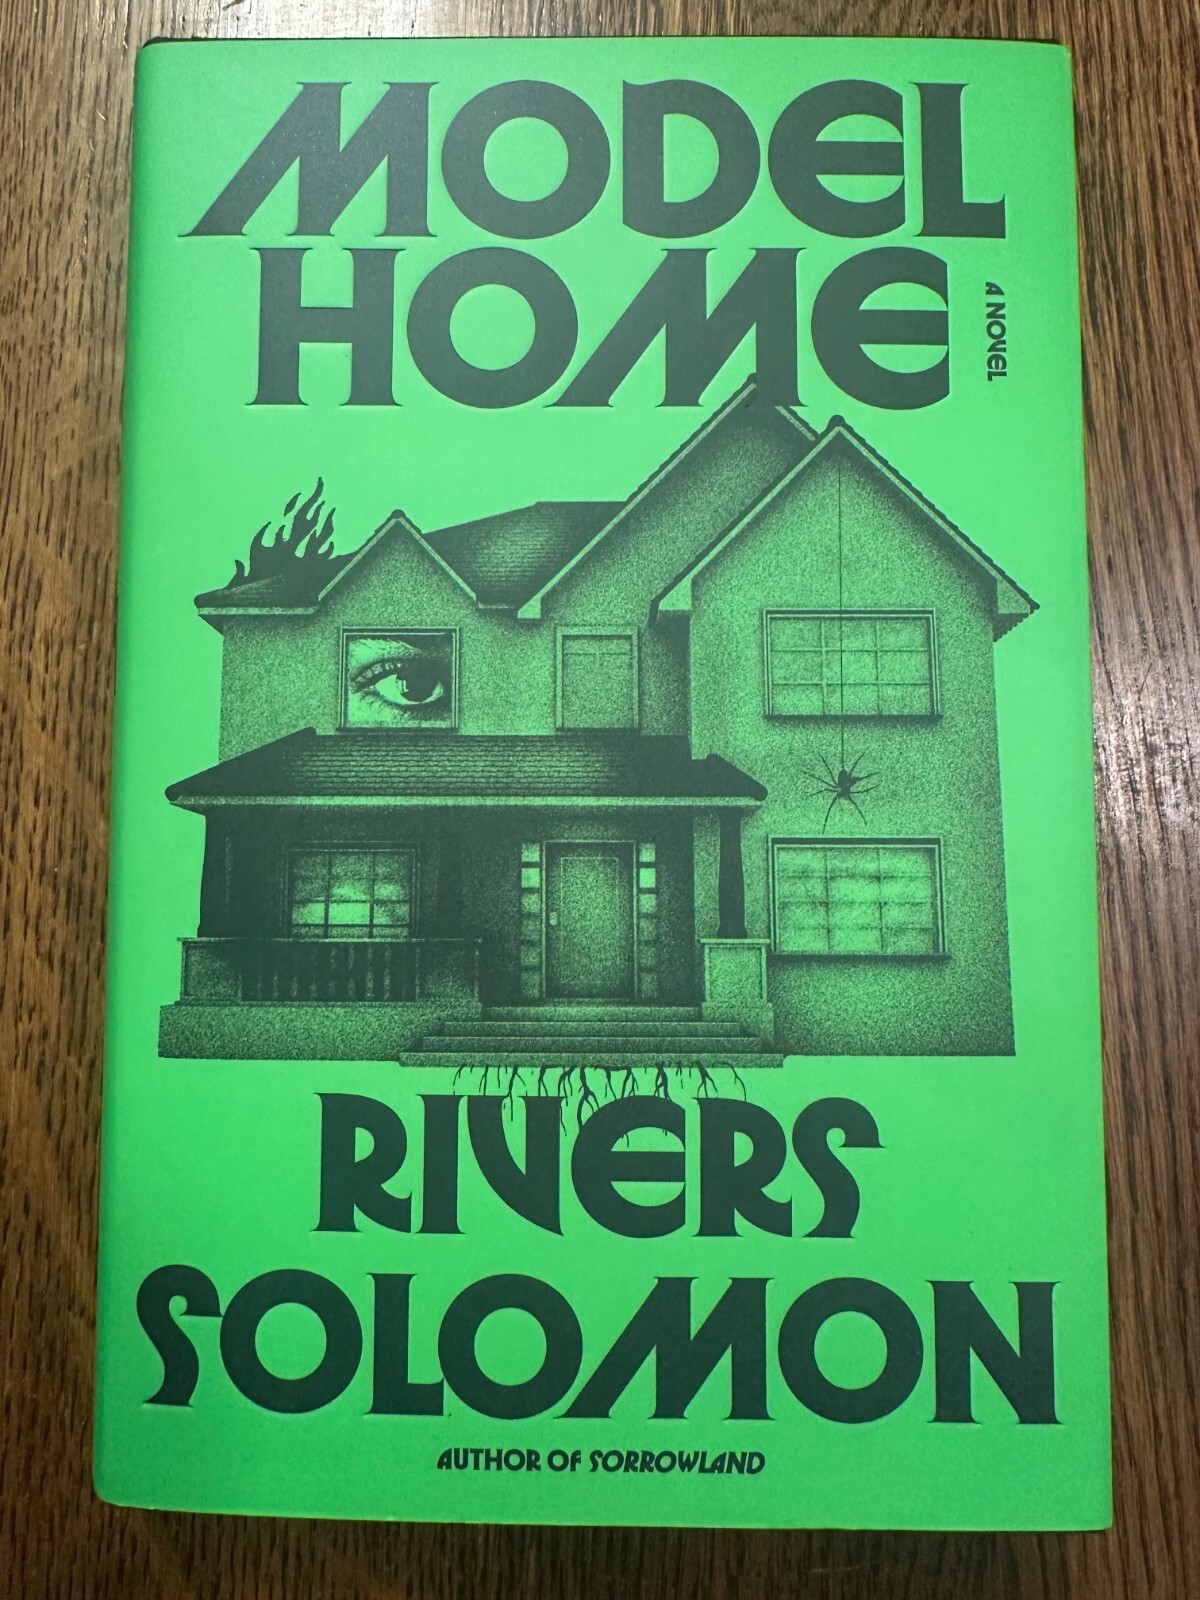 MODEL
HOME
A NOVEL
RIVERS
SOLOMON
AUTHOR OF SORROWLAND